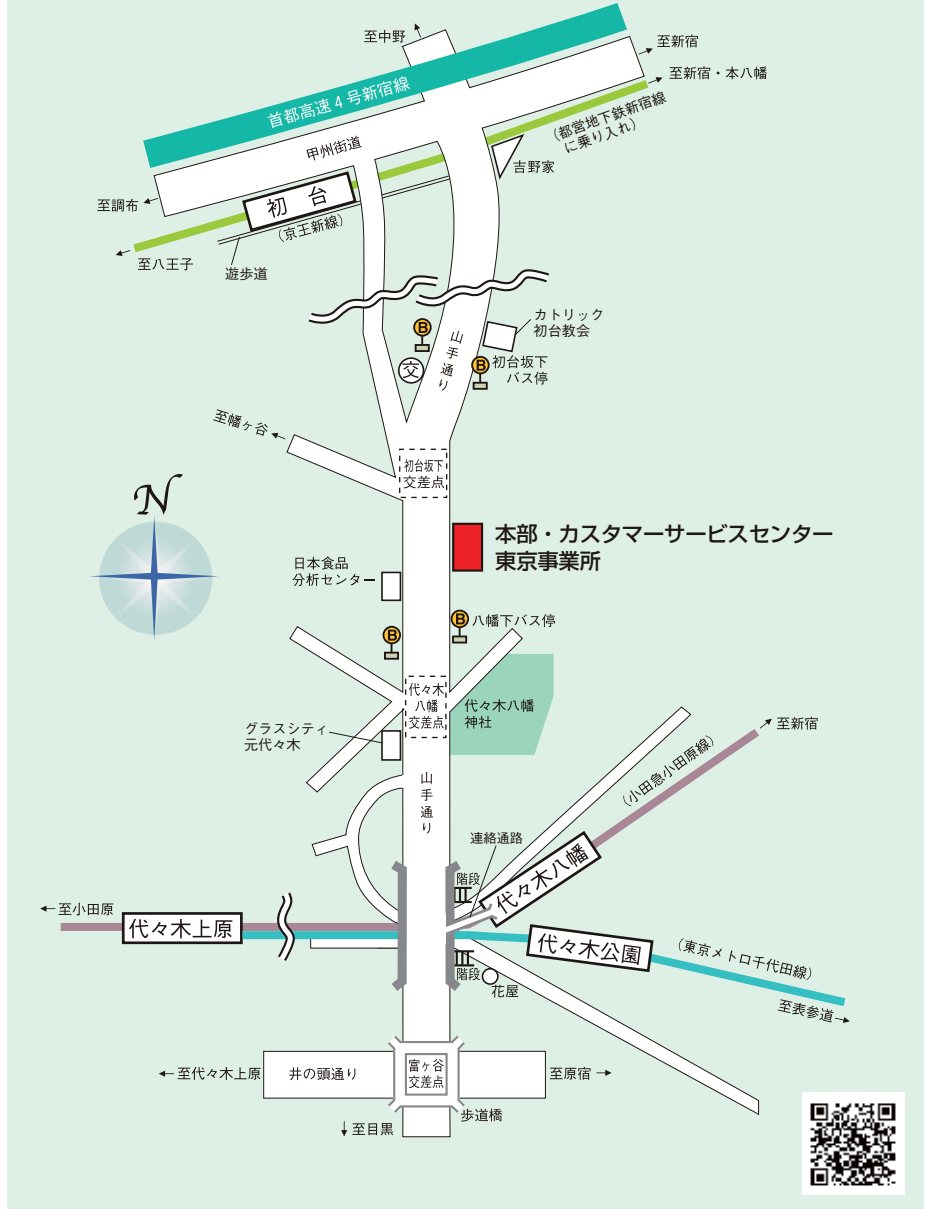 至中野
至新宿
首都高速4号新宿線
至新宿・本八幡
(都営地下鉄新宿線
に乗り入れ)
甲州街道
吉野家
至調布
初台
(京王新線)
至八王子
遊歩道
カトリック
初台教会
B
山手通り
交
B
初台坂下
バス停
至幡ヶ谷
初台坂下
交差点
N
本部・カスタマーサービスセンター
東京事業所
日本食品
分析センター
B
八幡下バス停
B
代々木
八幡
交差点
代々木八幡
神社
グラスシティ
元代々木
至新宿
(小田急小田原線)
山手通り
連絡通路
代々木八幡
階段
至小田原
代々木上原
代々木公園
(東京メトロ千代田線)
階段
花屋
至表参道
至代々木上原
井の頭通り
富ヶ谷
交差点
至原宿
歩道橋
至目黒